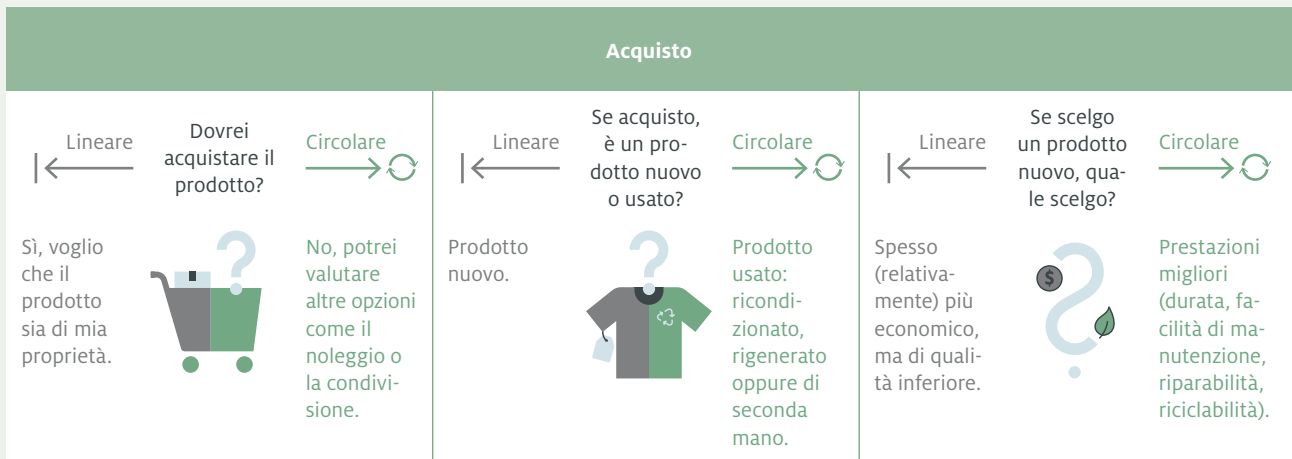 Acquisto
Lineare
Dovrei
acquistare il
prodotto?
Circolare
Sì, voglio
che il
prodotto
sia di mia
proprietà.
No, potrei
valutare
altre opzioni
come il
noleggio o
la condivi-
sione.
Lineare
Se acquisto,
è un pro-
dotto nuovo
o usato?
Circolare
Prodotto
nuovo.
Prodotto
usato:
ricondi-
zionato,
rigenerato
oppure di
seconda
mano.
Lineare
Se scelgo
un prodotto
nuovo, qua-
le scelgo?
Circolare
Spesso
(relativa-
mente) più
economico,
ma di quali-
tà inferiore.
$
Prestazioni
migliori
(durata, fa-
cilità di ma-
nutenzione,
riparabilità,
riciclabilità).